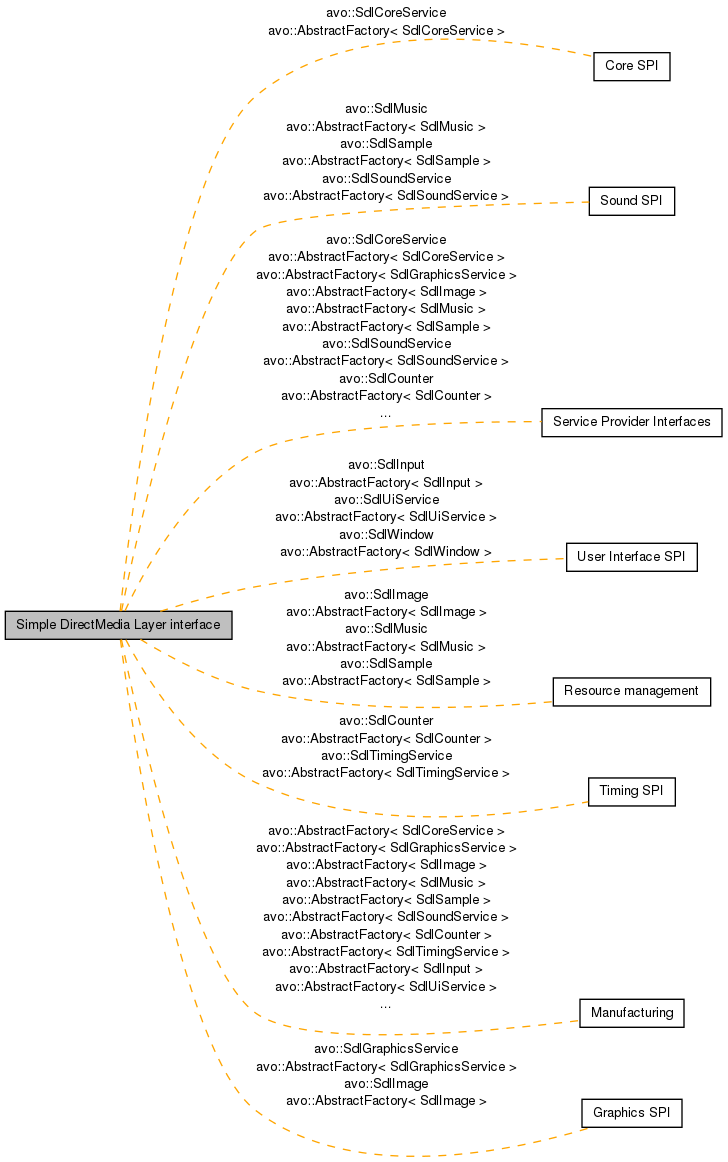 avo::SdlCoreService
avo::AbstractFactory< SdlCoreService >
Core SPI
avo::SdlMusic
avo::AbstractFactory< SdlMusic >
avo::SdlSample
avo::AbstractFactory< SdlSample >
avo::SdlSoundService
avo::AbstractFactory< SdlSoundService >
Sound SPI
avo::SdlCoreService
avo::AbstractFactory< SdlCoreService >
avo::AbstractFactory< SdlGraphicsService >
avo::AbstractFactory< SdlImage >
avo::AbstractFactory< SdlMusic >
avo::AbstractFactory< SdlSample >
avo::SdlSoundService
avo::AbstractFactory< SdlSoundService >
avo::SdlCounter
avo::AbstractFactory< SdlCounter >
...
Service Provider Interfaces
avo::SdlInput
avo::AbstractFactory< SdlInput >
avo::SdlUiService
avo::AbstractFactory< SdlUiService >
avo::SdlWindow
avo::AbstractFactory< SdlWindow >
User Interface SPI
Simple DirectMedia Layer interface
avo::SdlImage
avo::AbstractFactory< SdlImage >
avo::SdlMusic
avo::AbstractFactory< SdlMusic >
avo::SdlSample
avo::AbstractFactory< SdlSample >
Resource management
avo::SdlCounter
avo::AbstractFactory< SdlCounter >
avo::SdlTimingService
avo::AbstractFactory< SdlTimingService >
Timing SPI
avo::AbstractFactory< SdlCoreService >
avo::AbstractFactory< SdlGraphicsService >
avo::AbstractFactory< SdlImage >
avo::AbstractFactory< SdlMusic >
avo::AbstractFactory< SdlSample >
avo::AbstractFactory< SdlSoundService >
avo::AbstractFactory< SdlCounter >
avo::AbstractFactory< SdlTimingService >
avo::AbstractFactory< SdlInput >
avo::AbstractFactory< SdlUiService >
...
Manufacturing
avo::SdlGraphicsService
avo::AbstractFactory< SdlGraphicsService >
avo::SdlImage
avo::AbstractFactory< SdlImage >
Graphics SPI